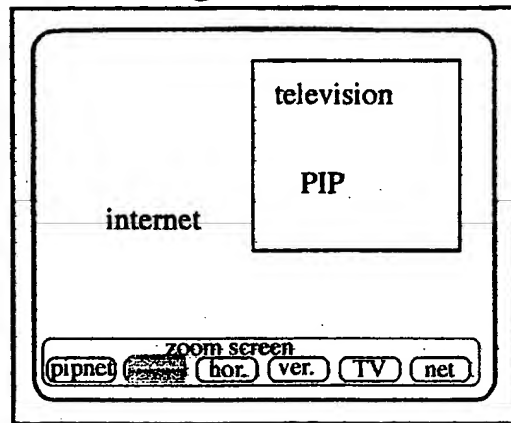 television
PIP
internet
zoom screen
pipnet hor. ver. TV net